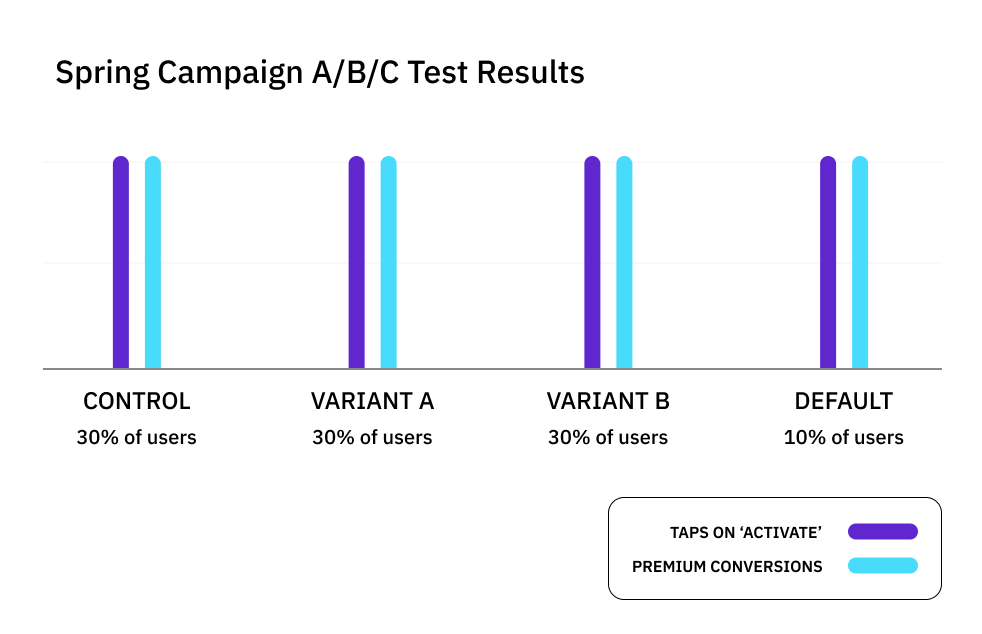 Spring Campaign A/B/C Test Results
CONTROL
30% of users
VARIANT A
30% of users
VARIANT B
30% of users
DEFAULT
10% of users
TAPS ON ‘ACTIVATE’
PREMIUM CONVERSIONS